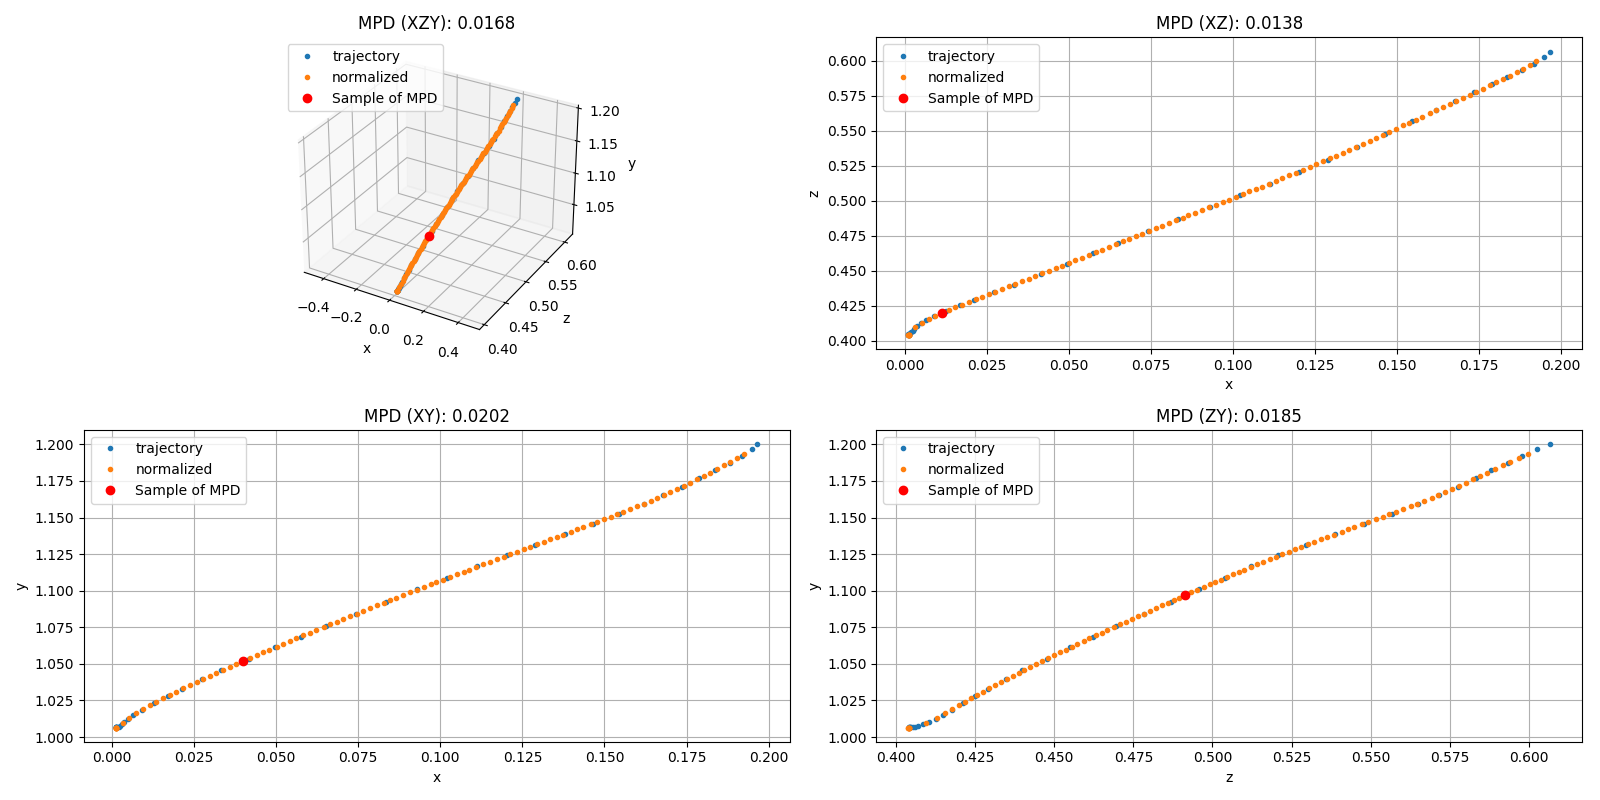 MPD (XZY): 0.0168
trajectory
normalized
Sample of MPD
1.20
1.15
1.10
1.05
y
−0.4
−0.2
0.0
0.2
0.4
x
0.40
0.45
0.50
0.55
0.60
z
MPD (XZ): 0.0138
trajectory
normalized
Sample of MPD
0.600
0.575
0.550
0.525
0.500
0.475
0.450
0.425
0.400
z
0.000 0.025 0.050 0.075 0.100 0.125 0.150 0.175 0.200
x
MPD (XY): 0.0202
trajectory
normalized
Sample of MPD
1.200
1.175
1.150
1.125
1.100
1.075
1.050
1.025
1.000
y
0.000 0.025 0.050 0.075 0.100 0.125 0.150 0.175 0.200
x
MPD (ZY): 0.0185
trajectory
normalized
Sample of MPD
1.200
1.175
1.150
1.125
1.100
1.075
1.050
1.025
1.000
y
0.400 0.425 0.450 0.475 0.500 0.525 0.550 0.575 0.600
z